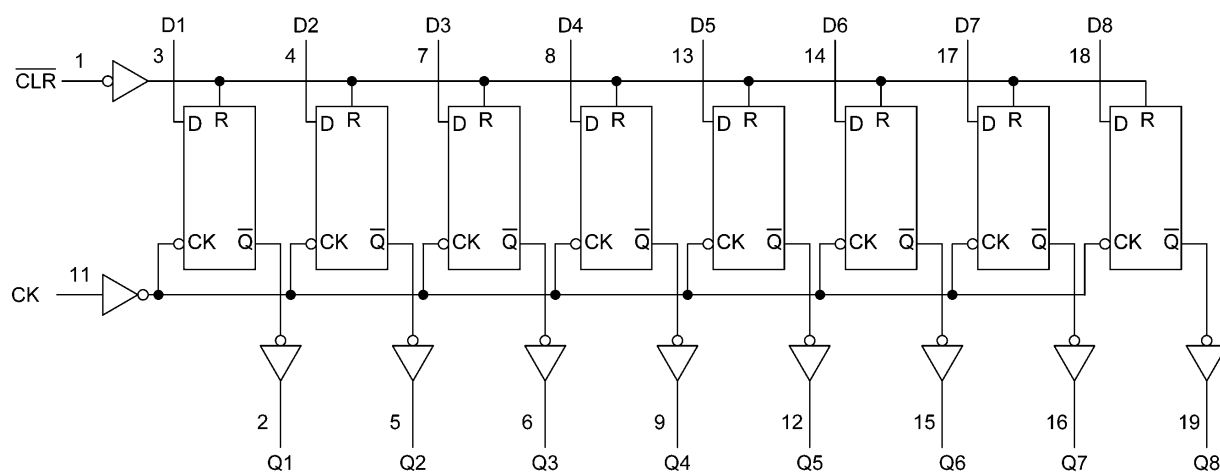 D1 D2 D3 D4 D5 D6 D7 D8
1 3 4 7 8 13 14 17 18
C̅L̅R̅
D R D R D R D R D R D R D R D R
CK Q̅ CK Q̅ CK Q̅ CK Q̅ CK Q̅ CK Q̅ CK Q̅ CK Q̅
11
CK
2 5 6 9 12 15 16 19
Q1 Q2 Q3 Q4 Q5 Q6 Q7 Q8